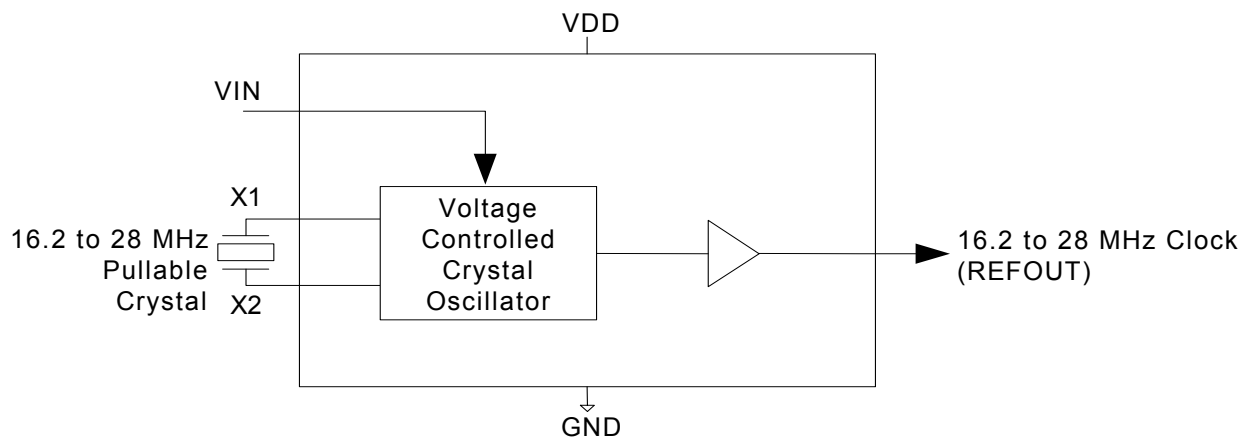 VDD
VIN
X1
16.2 to 28 MHz
Pullable
Crystal
X2
Voltage
Controlled
Crystal
Oscillator
16.2 to 28 MHz Clock
(REFOUT)
GND